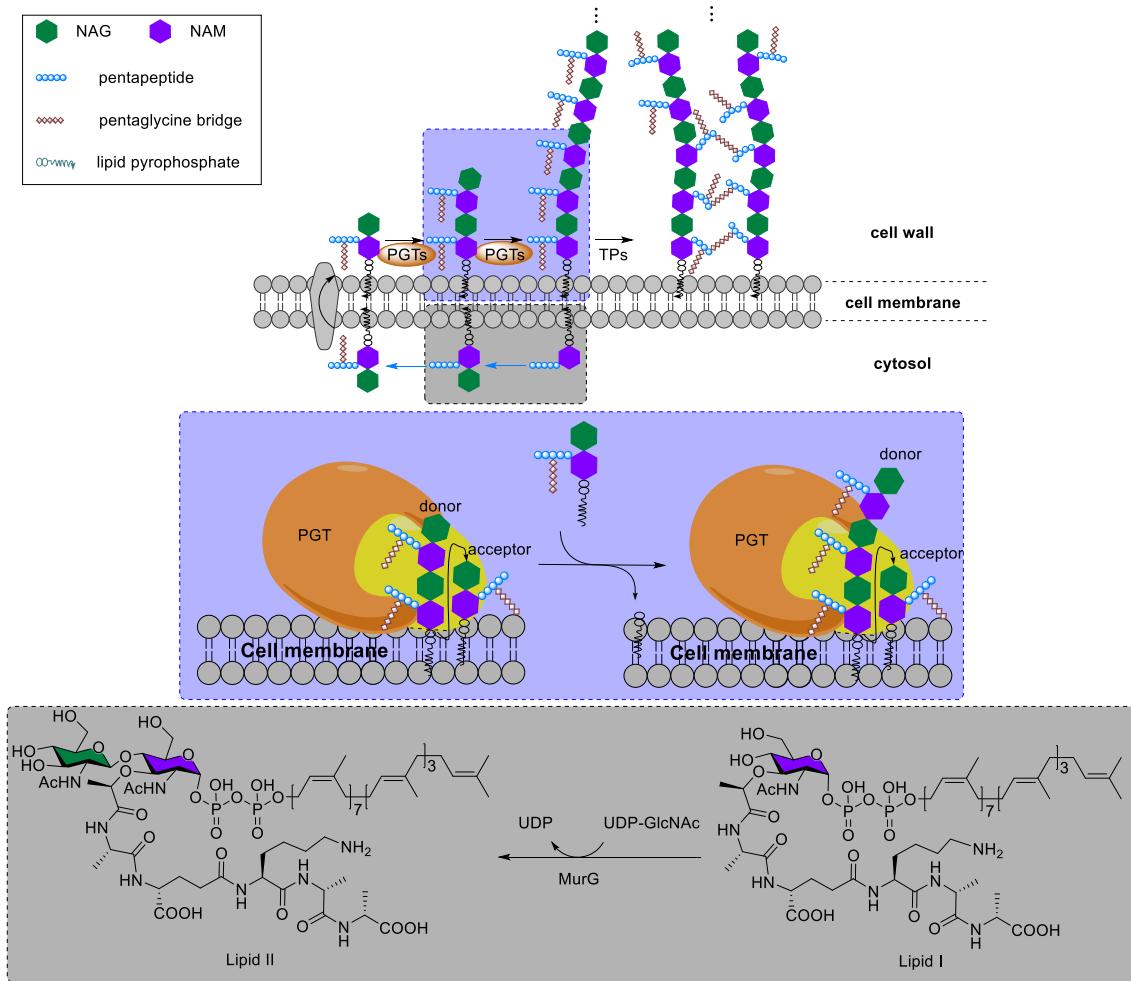 NAG NAM
pentapeptide
pentaglycine bridge
lipid pyrophosphate
PGTs PGTs TPs
cell wall
cell membrane
cytosol
donor
PGT
acceptor
Cell membrane
donor
PGT
acceptor
Cell membrane
HO
HO
HO
HO
HO
O
O
O
O
O
AcHN
AcHN
O
OH OH
O P O P O
O O
7
3
O
HN
O
N
H
COOH
O
N
H
NH2
O
HN
O
N
H
COOH
Lipid II
UDP UDP-GlcNAc
MurG
HO
HO
O
O
AcHN
O
OH OH
O P O P O
O O
7
3
O
HN
O
N
H
COOH
O
N
H
NH2
O
HN
O
N
H
COOH
Lipid I